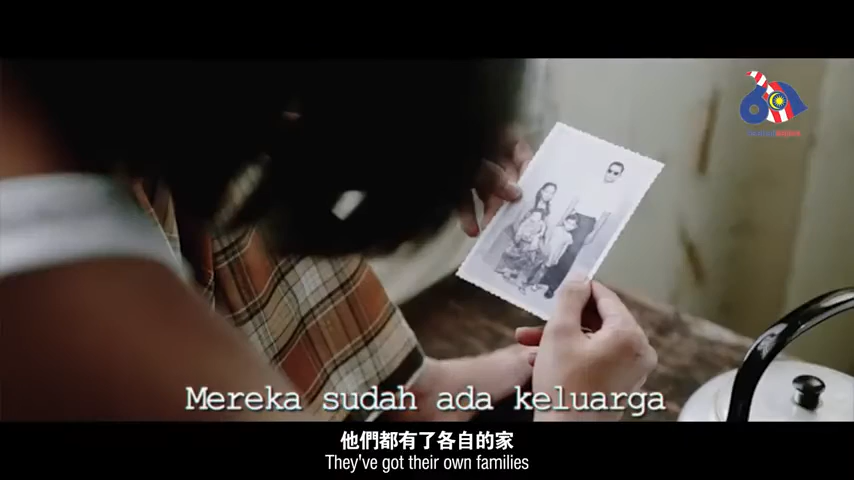 Mereka sudah ada keluarga
他們都有了各自的家
They've got their own families